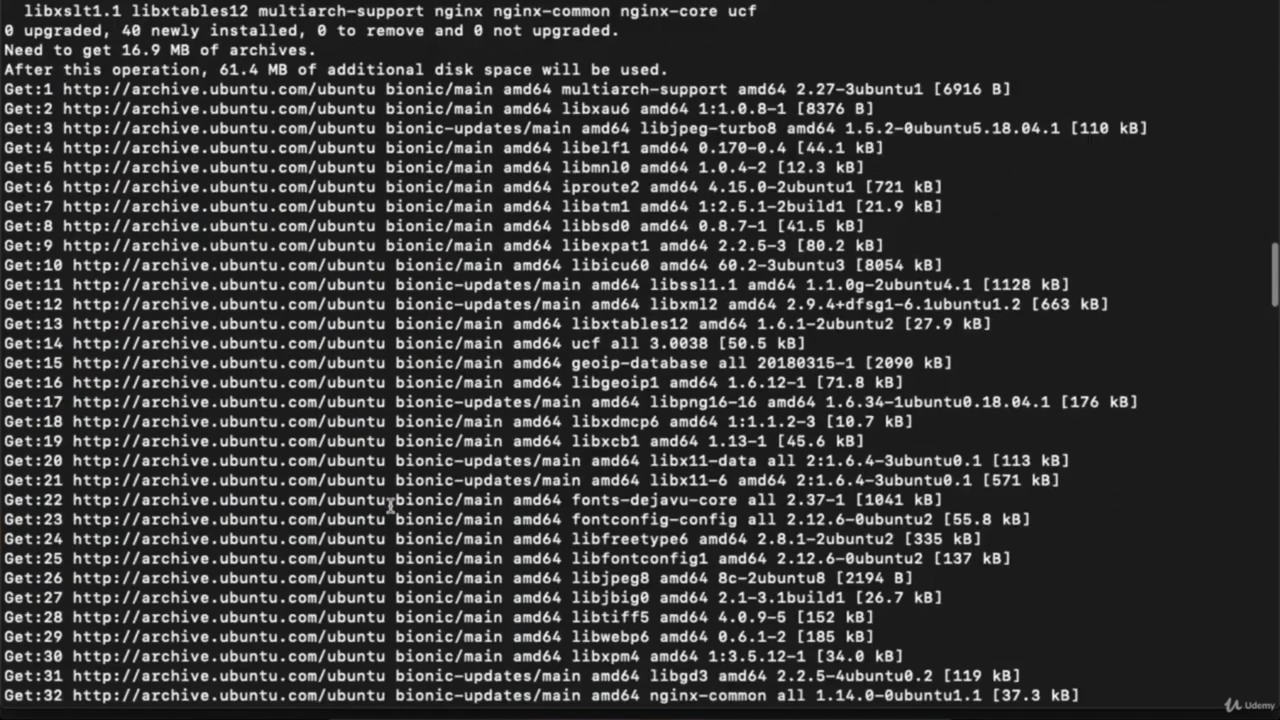 libxslt1.1 libxtables12 multiarch-support nginx nginx-common nginx-core ucf
0 upgraded, 40 newly installed, 0 to remove and 0 not upgraded.
Need to get 16.9 MB of archives.
After this operation, 61.4 MB of additional disk space will be used.
Get:1 http://archive.ubuntu.com/ubuntu bionic/main amd64 multiarch-support amd64 2.27-3ubuntu1 [6916 B]
Get:2 http://archive.ubuntu.com/ubuntu bionic/main amd64 libxau6 amd64 1:1.0.8-1 [8376 B]
Get:3 http://archive.ubuntu.com/ubuntu bionic-updates/main amd64 libjpeg-turbo8 amd64 1.5.2-0ubuntu5.18.04.1 [110 kB]
Get:4 http://archive.ubuntu.com/ubuntu bionic/main amd64 libelf1 amd64 0.170-0.4 [44.1 kB]
Get:5 http://archive.ubuntu.com/ubuntu bionic/main amd64 libmnl0 amd64 1.0.4-2 [12.3 kB]
Get:6 http://archive.ubuntu.com/ubuntu bionic/main amd64 iproute2 amd64 4.15.0-2ubuntu1 [721 kB]
Get:7 http://archive.ubuntu.com/ubuntu bionic/main amd64 libatm1 amd64 1:2.5.1-2build1 [21.9 kB]
Get:8 http://archive.ubuntu.com/ubuntu bionic/main amd64 libbsd0 amd64 0.8.7-1 [41.5 kB]
Get:9 http://archive.ubuntu.com/ubuntu bionic/main amd64 libexpat1 amd64 2.2.5-3 [80.2 kB]
Get:10 http://archive.ubuntu.com/ubuntu bionic/main amd64 libicu60 amd64 60.2-3ubuntu3 [8054 kB]
Get:11 http://archive.ubuntu.com/ubuntu bionic-updates/main amd64 libssl1.1 amd64 1.1.0g-2ubuntu4.1 [1128 kB]
Get:12 http://archive.ubuntu.com/ubuntu bionic-updates/main amd64 libxml2 amd64 2.9.4+dfsg1-6.1ubuntu1.2 [663 kB]
Get:13 http://archive.ubuntu.com/ubuntu bionic/main amd64 libxtables12 amd64 1.6.1-2ubuntu2 [27.9 kB]
Get:14 http://archive.ubuntu.com/ubuntu bionic/main amd64 ucf all 3.0038 [50.5 kB]
Get:15 http://archive.ubuntu.com/ubuntu bionic/main amd64 geoip-database all 20180315-1 [2090 kB]
Get:16 http://archive.ubuntu.com/ubuntu bionic/main amd64 libgeoip1 amd64 1.6.12-1 [71.8 kB]
Get:17 http://archive.ubuntu.com/ubuntu bionic-updates/main amd64 libpng16-16 amd64 1.6.34-1ubuntu0.18.04.1 [176 kB]
Get:18 http://archive.ubuntu.com/ubuntu bionic/main amd64 libxdmcp6 amd64 1:1.1.2-3 [10.7 kB]
Get:19 http://archive.ubuntu.com/ubuntu bionic/main amd64 libxcb1 amd64 1.13-1 [45.6 kB]
Get:20 http://archive.ubuntu.com/ubuntu bionic-updates/main amd64 libx11-data all 2:1.6.4-3ubuntu0.1 [113 kB]
Get:21 http://archive.ubuntu.com/ubuntu bionic-updates/main amd64 libx11-6 amd64 2:1.6.4-3ubuntu0.1 [571 kB]
Get:22 http://archive.ubuntu.com/ubuntu bionic/main amd64 fonts-dejavu-core all 2.37-1 [1041 kB]
Get:23 http://archive.ubuntu.com/ubuntu bionic/main amd64 fontconfig-config all 2.12.6-0ubuntu2 [55.8 kB]
Get:24 http://archive.ubuntu.com/ubuntu bionic/main amd64 libfreetype6 amd64 2.8.1-2ubuntu2 [335 kB]
Get:25 http://archive.ubuntu.com/ubuntu bionic/main amd64 libfontconfig1 amd64 2.12.6-0ubuntu2 [137 kB]
Get:26 http://archive.ubuntu.com/ubuntu bionic/main amd64 libjpeg8 amd64 8c-2ubuntu8 [2194 B]
Get:27 http://archive.ubuntu.com/ubuntu bionic/main amd64 libjbig0 amd64 2.1-3.1build1 [26.7 kB]
Get:28 http://archive.ubuntu.com/ubuntu bionic/main amd64 libtiff5 amd64 4.0.9-5 [152 kB]
Get:29 http://archive.ubuntu.com/ubuntu bionic/main amd64 libwebp6 amd64 0.6.1-2 [185 kB]
Get:30 http://archive.ubuntu.com/ubuntu bionic/main amd64 libxpm4 amd64 1:3.5.12-1 [34.0 kB]
Get:31 http://archive.ubuntu.com/ubuntu bionic-updates/main amd64 libgd3 amd64 2.2.5-4ubuntu0.2 [119 kB]
Get:32 http://archive.ubuntu.com/ubuntu bionic-updates/main amd64 nginx-common all 1.14.0-0ubuntu1.1 [37.3 kB]
Udemy